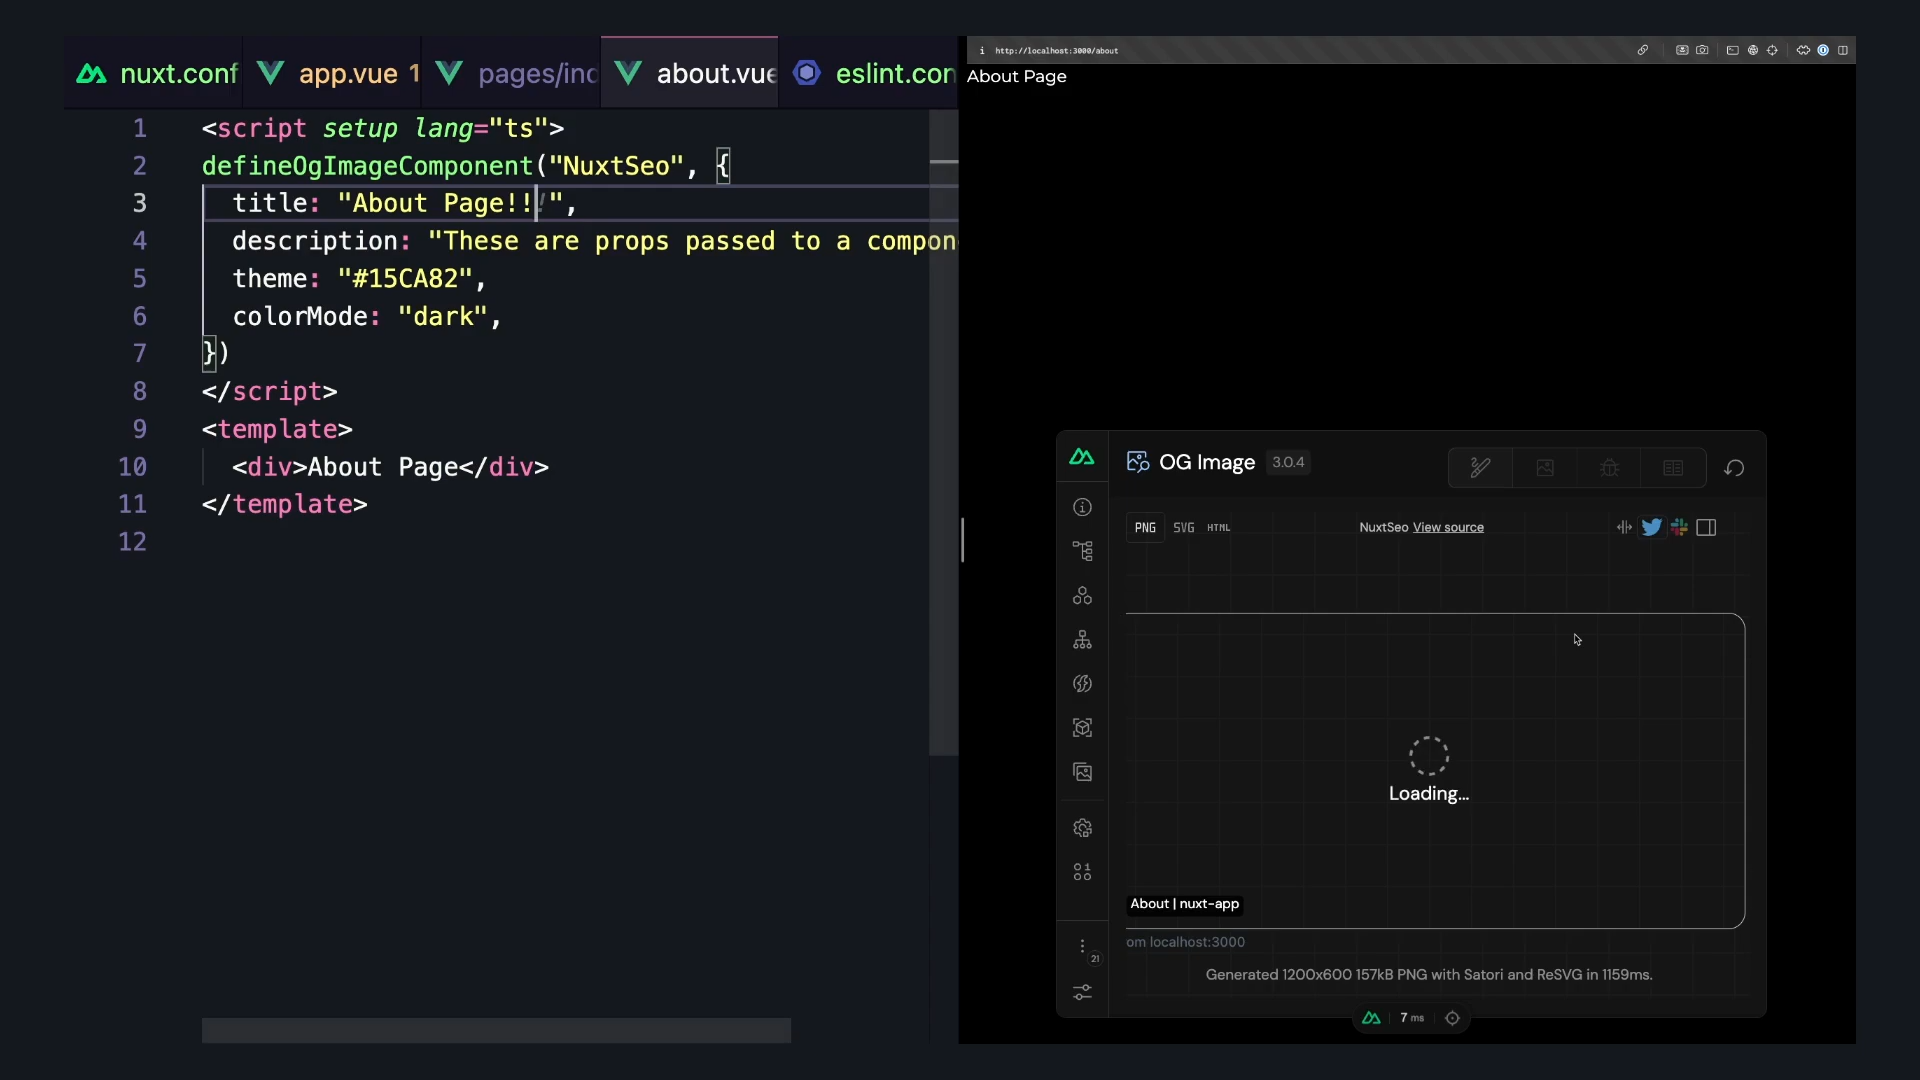 nuxt.conf
app.vue 1
pages/ind
about.vue
eslint.con
1 <script setup lang="ts">
2 defineOgImageComponent("NuxtSeo", {
3 title: "About Page!!!",
4 description: "These are props passed to a compon
5 theme: "#15CA82",
6 colorMode: "dark",
7 })
8 </script>
9 <template>
10 <div>About Page</div>
11 </template>
12
http://localhost:3000/about
About Page
OG Image 3.0.4
PNG SVG HTML
NuxtSeo View source
Loading...
About | nuxt-app
om localhost:3000
21
Generated 1200x600 157kB PNG with Satori and ReSVG in 1159ms.
7 ms